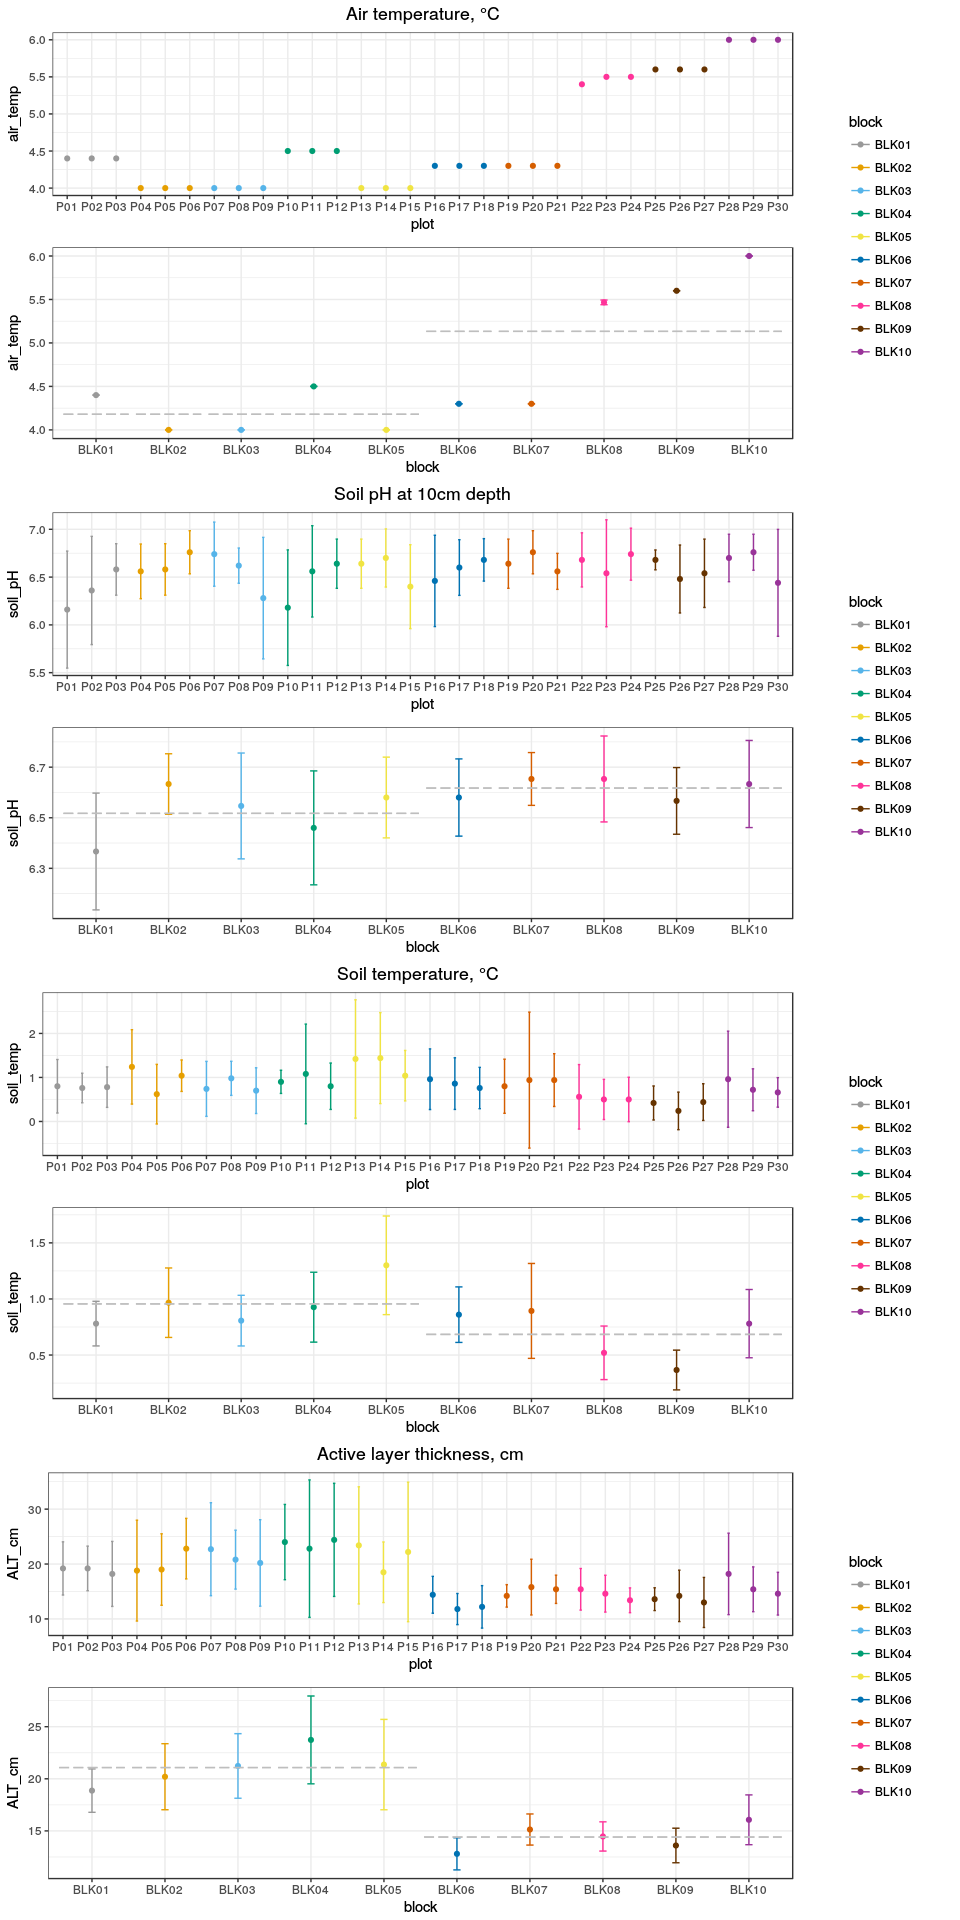 Air temperature, °C
air_temp
6.0
5.5
5.0
4.5
4.0
P01 P02 P03 P04 P05 P06 P07 P08 P09 P10 P11 P12 P13 P14 P15 P16 P17 P18 P19 P20 P21 P22 P23 P24 P25 P26 P27 P28 P29 P30
plot
air_temp
6.0
5.5
5.0
4.5
4.0
BLK01 BLK02 BLK03 BLK04 BLK05 BLK06 BLK07 BLK08 BLK09 BLK10
block
block
BLK01
BLK02
BLK03
BLK04
BLK05
BLK06
BLK07
BLK08
BLK09
BLK10
Soil pH at 10cm depth
soil_pH
7.0
6.5
6.0
5.5
P01 P02 P03 P04 P05 P06 P07 P08 P09 P10 P11 P12 P13 P14 P15 P16 P17 P18 P19 P20 P21 P22 P23 P24 P25 P26 P27 P28 P29 P30
plot
soil_pH
6.7
6.5
6.3
BLK01 BLK02 BLK03 BLK04 BLK05 BLK06 BLK07 BLK08 BLK09 BLK10
block
block
BLK01
BLK02
BLK03
BLK04
BLK05
BLK06
BLK07
BLK08
BLK09
BLK10
Soil temperature, °C
soil_temp
2
1
0
P01 P02 P03 P04 P05 P06 P07 P08 P09 P10 P11 P12 P13 P14 P15 P16 P17 P18 P19 P20 P21 P22 P23 P24 P25 P26 P27 P28 P29 P30
plot
soil_temp
1.5
1.0
0.5
BLK01 BLK02 BLK03 BLK04 BLK05 BLK06 BLK07 BLK08 BLK09 BLK10
block
block
BLK01
BLK02
BLK03
BLK04
BLK05
BLK06
BLK07
BLK08
BLK09
BLK10
Active layer thickness, cm
ALT_cm
30
20
10
P01 P02 P03 P04 P05 P06 P07 P08 P09 P10 P11 P12 P13 P14 P15 P16 P17 P18 P19 P20 P21 P22 P23 P24 P25 P26 P27 P28 P29 P30
plot
ALT_cm
25
20
15
BLK01 BLK02 BLK03 BLK04 BLK05 BLK06 BLK07 BLK08 BLK09 BLK10
block
block
BLK01
BLK02
BLK03
BLK04
BLK05
BLK06
BLK07
BLK08
BLK09
BLK10